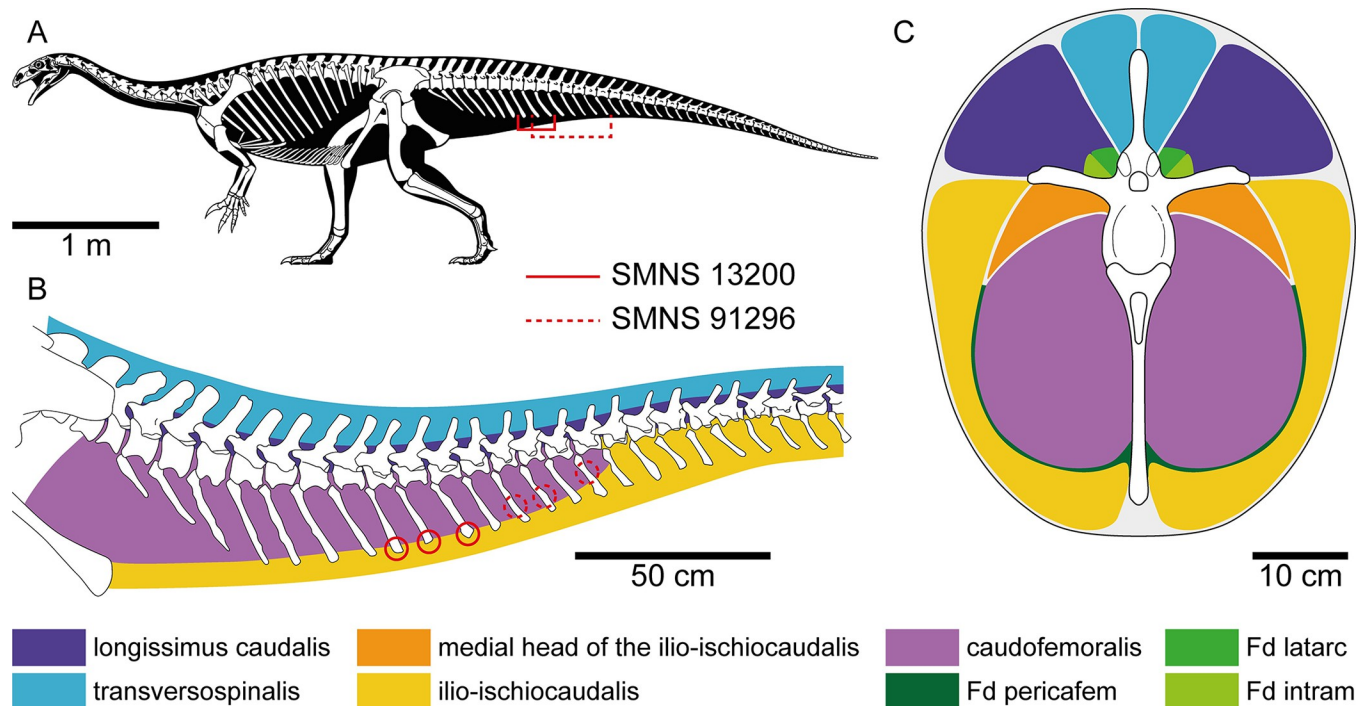 A
1 m
SMNS 13200
SMNS 91296
B
50 cm
C
10 cm
longissimus caudalis
medial head of the ilio-ischiocaudalis
caudofemoralis
Fd latarc
transversospinalis
ilio-ischiocaudalis
Fd pericafem
Fd intram